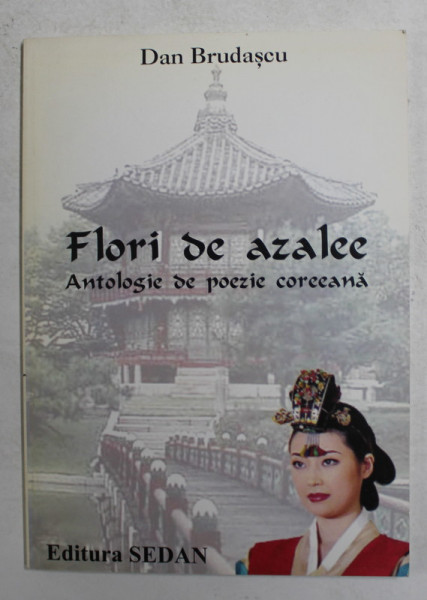 Dan Brudașcu
Flori de azalee
Antologie de poezie coreeană
Editura SEDAN